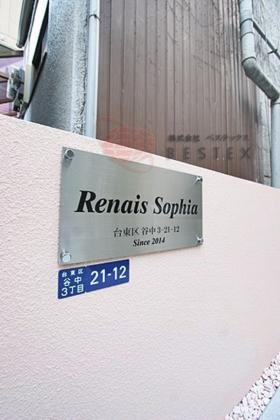 株式会社 ベステックス
BESTEX
Renais Sophia
台東区 谷中 3-21-12
Since 2014
台東区
谷中
3丁目
21-12